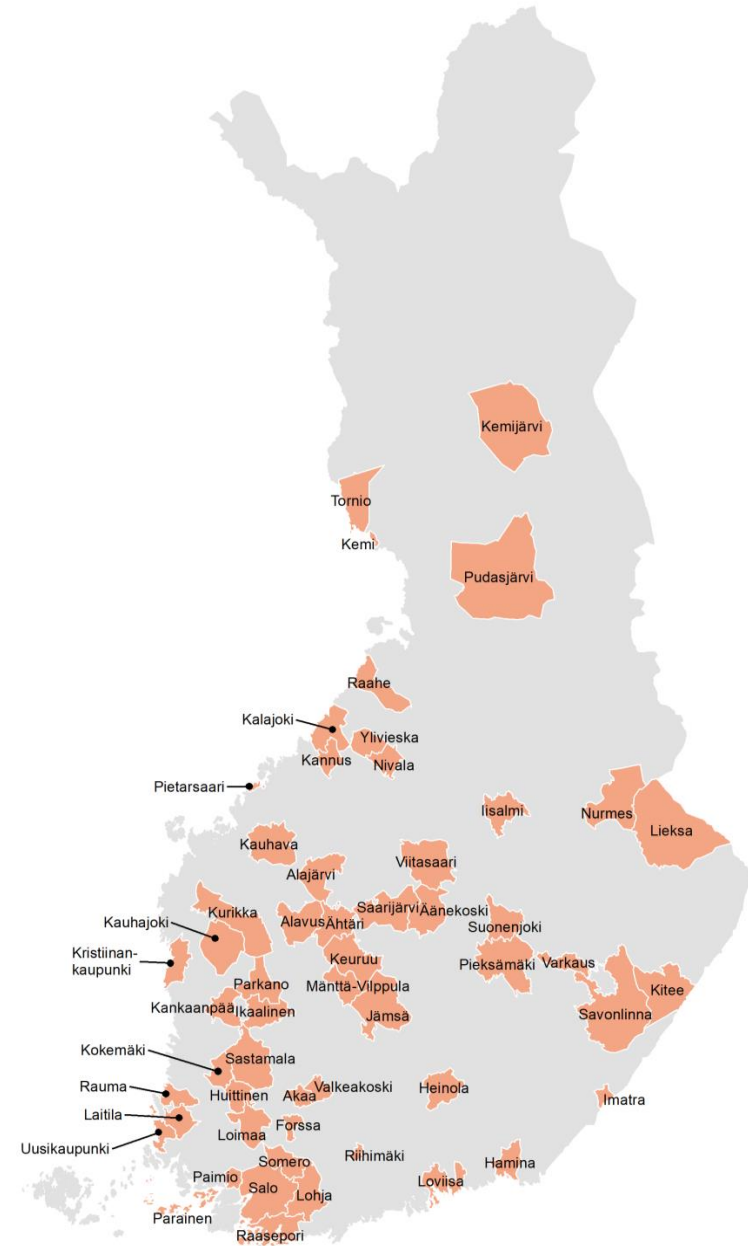 Kemijärvi
Tornio
Kemi
Pudasjärvi
Raahe
Kalajoki
Ylivieska
Kannus
Nivala
Pietarsaari
Iisalmi
Nurmes
Lieksa
Kauhava
Viitasaari
Alajärvi
Saarijärvi
Äänekoski
Kurikka
Alavus
Ähtäri
Kauhajoki
Suonenjoki
Kristiinan-
kaupunki
Keuruu
Pieksämäki
Varkaus
Parkano
Mänttä-Vilppula
Kitee
Kankaanpää
Ikaalinen
Jämsä
Savonlinna
Kokemäki
Sastamala
Rauma
Huittinen
Akaa
Valkeakoski
Heinola
Imatra
Laitila
Loimaa
Forssa
Uusikaupunki
Somero
Riihimäki
Hamina
Paimio
Salo
Lohja
Loviisa
Parainen
Raasepori